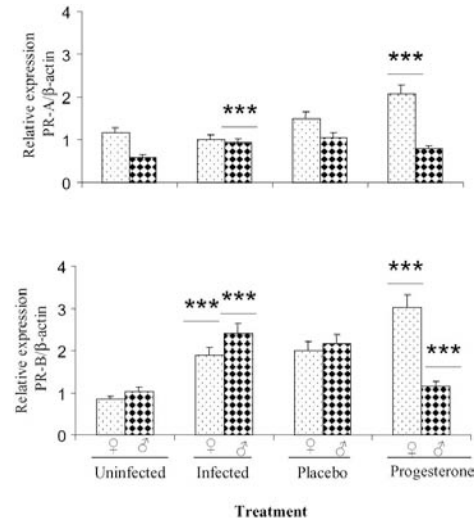 4
3
2
1
0
Relative expression
PR-A/β-actin
***
***
4
3
2
1
0
Relative expression
PR-B/β-actin
*** ***
***
***
♀ ♂ ♀ ♂ ♀ ♂ ♀ ♂
Uninfected Infected Placebo Progesterone
Treatment